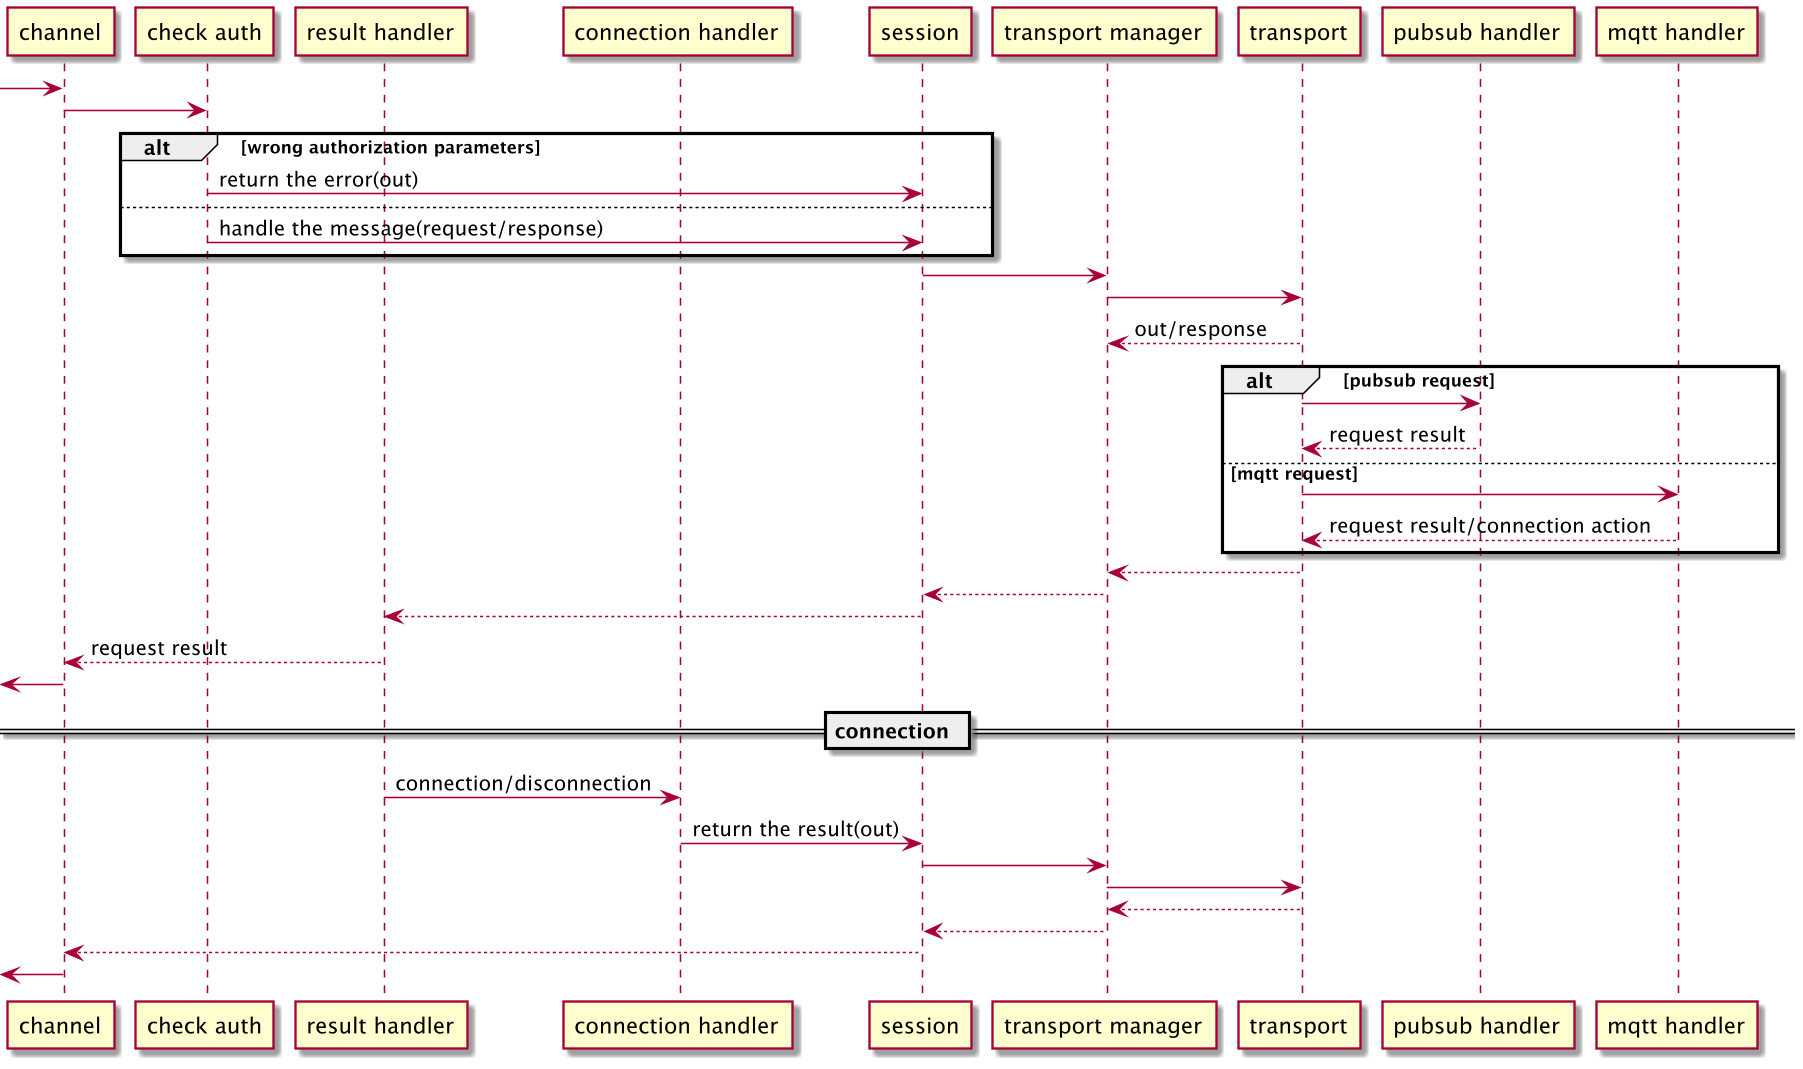 channel
check auth
result handler
connection handler
session
transport manager
transport
pubsub handler
mqtt handler
alt
[wrong authorization parameters]
return the error(out)
handle the message(request/response)
out/response
alt
[pubsub request]
request result
[mqtt request]
request result/connection action
request result
connection
connection/disconnection
return the result(out)
channel
check auth
result handler
connection handler
session
transport manager
transport
pubsub handler
mqtt handler